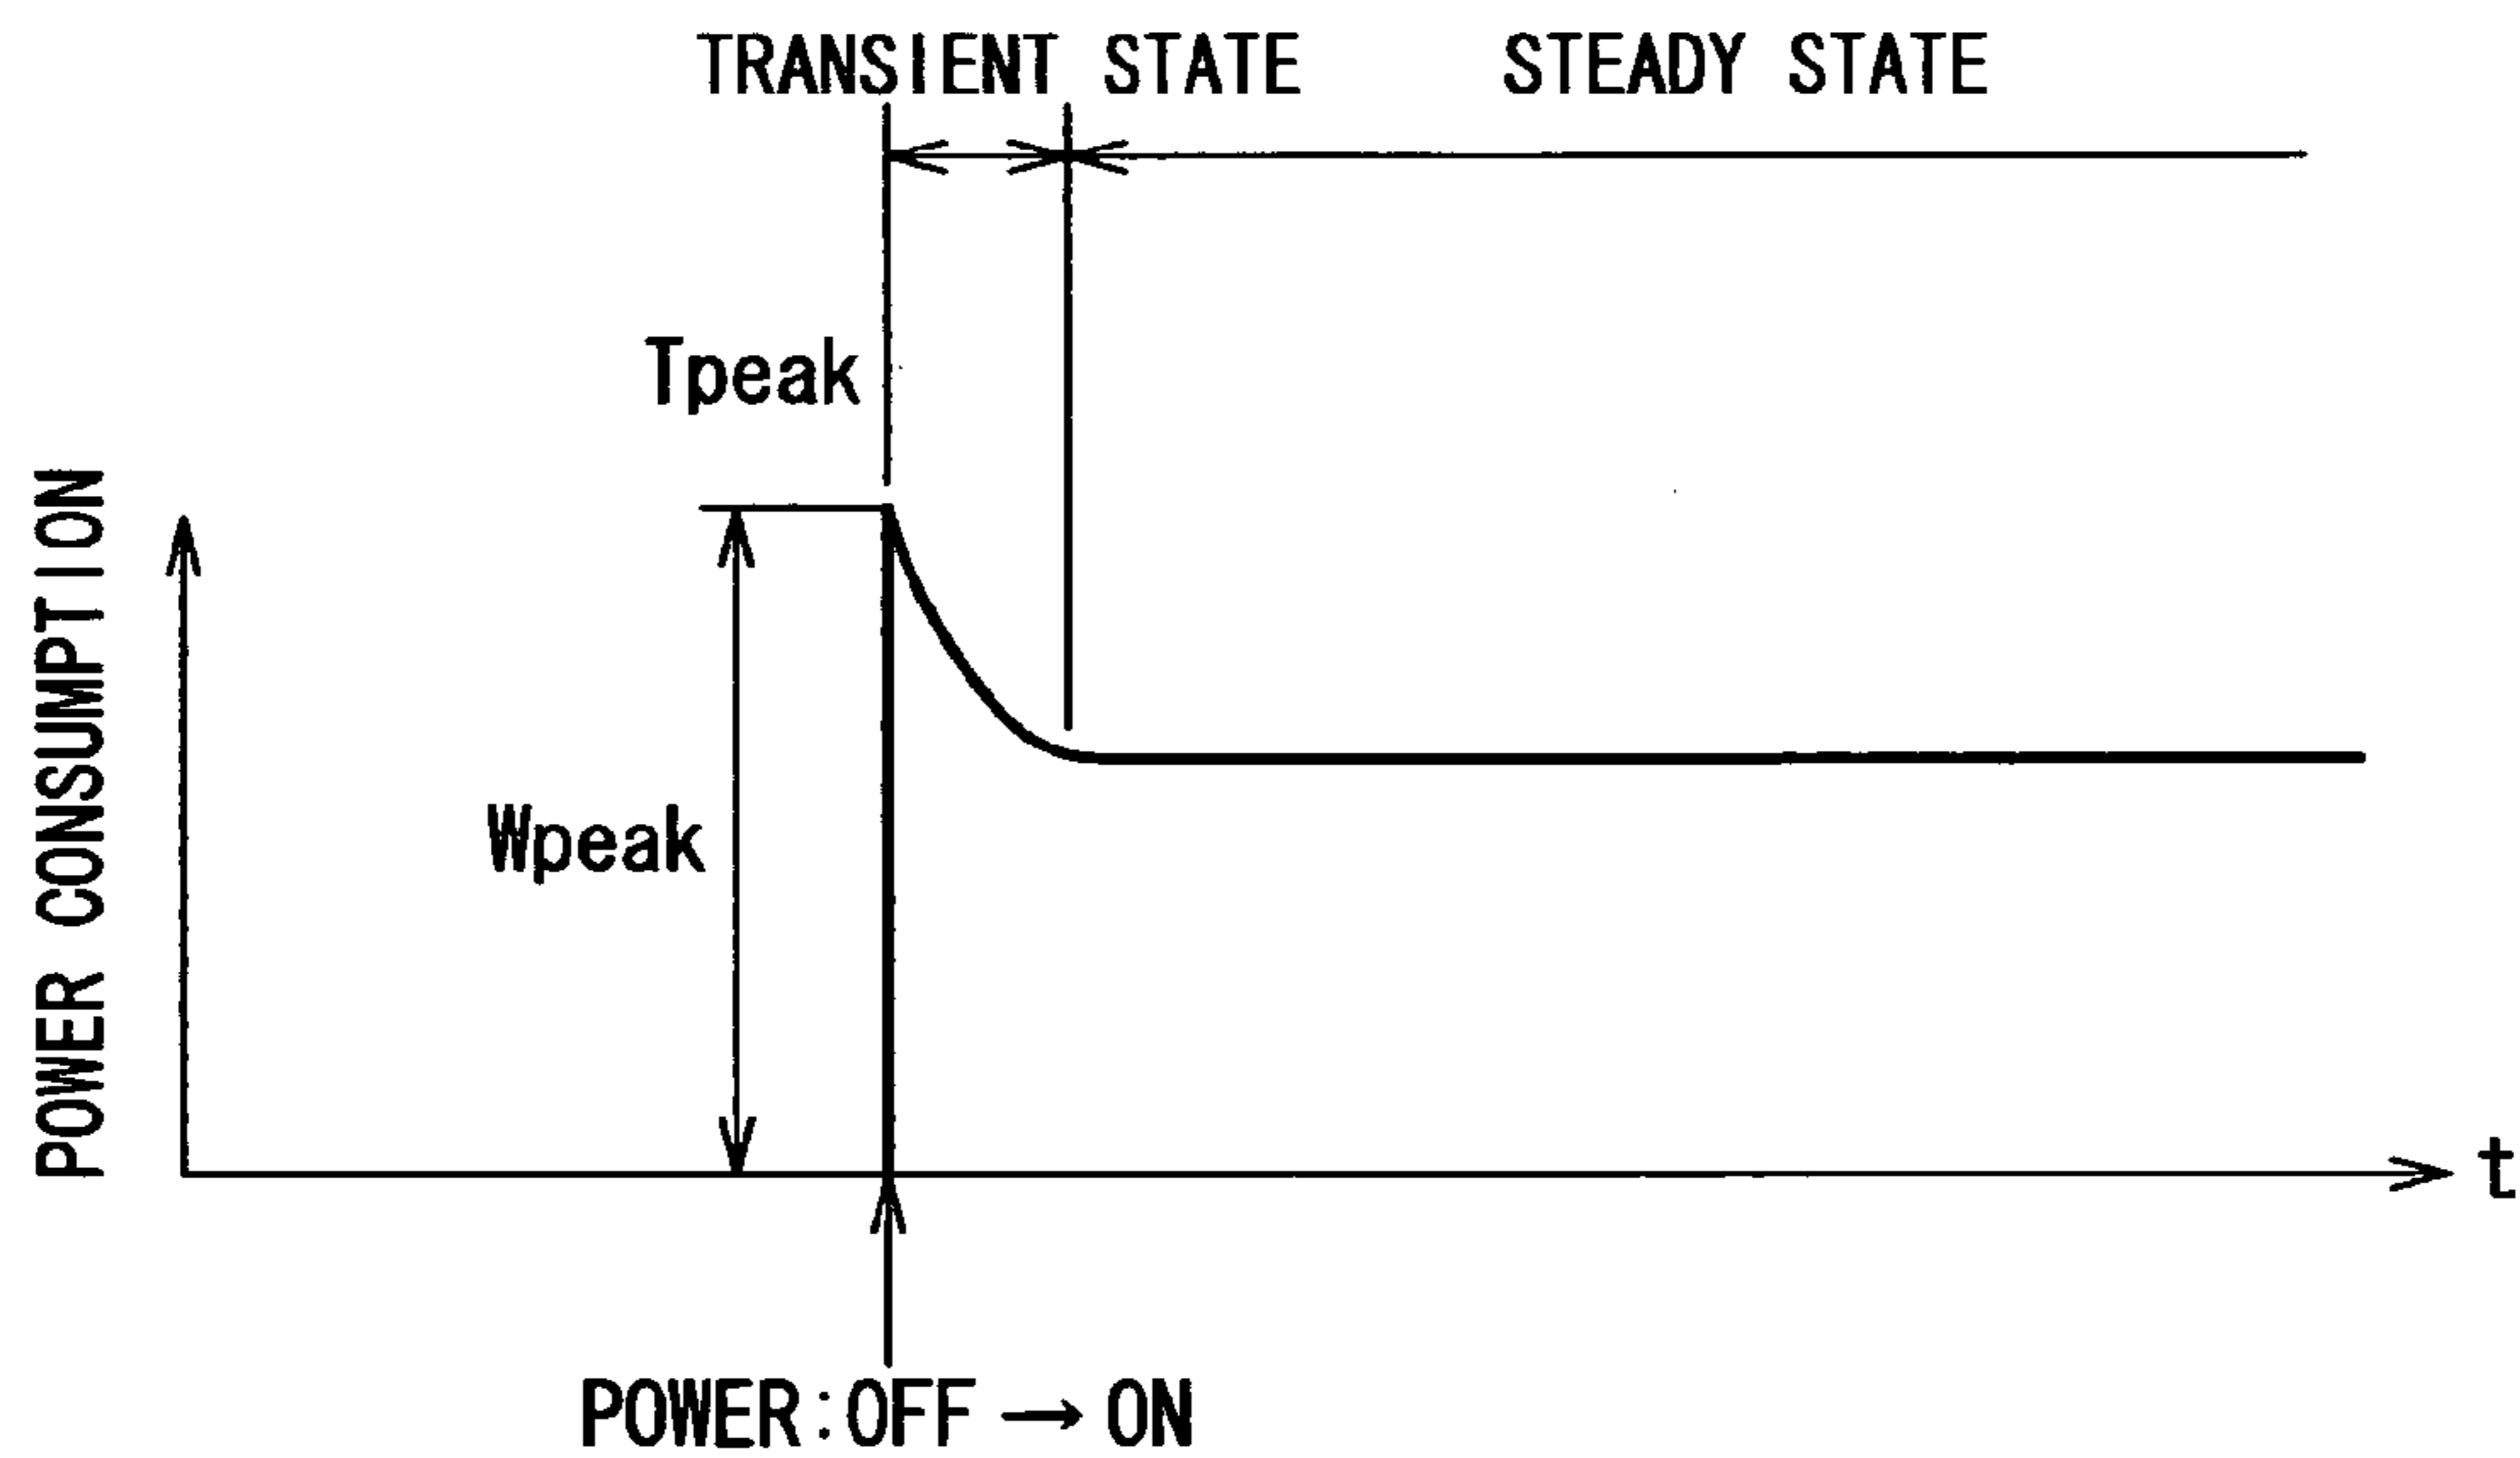 TRANSIENT STATE
STEADY STATE
Tpeak
POWER CONSUMPTION
Wpeak
t
POWER:OFF → ON